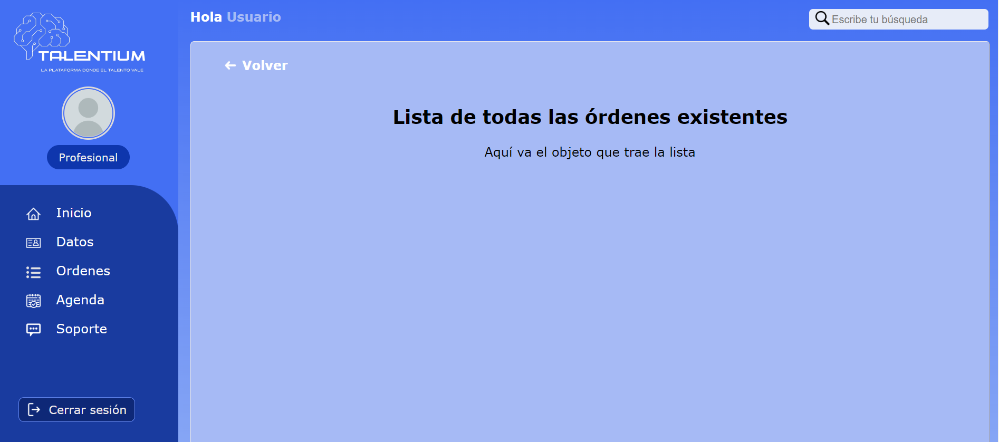 TALENTIUM
LA PLATAFORMA DONDE EL TALENTO VALE
Profesional
Inicio
Datos
Ordenes
Agenda
Soporte
Cerrar sesión
Hola Usuario
Escribe tu búsqueda
Volver
Lista de todas las órdenes existentes
Aquí va el objeto que trae la lista